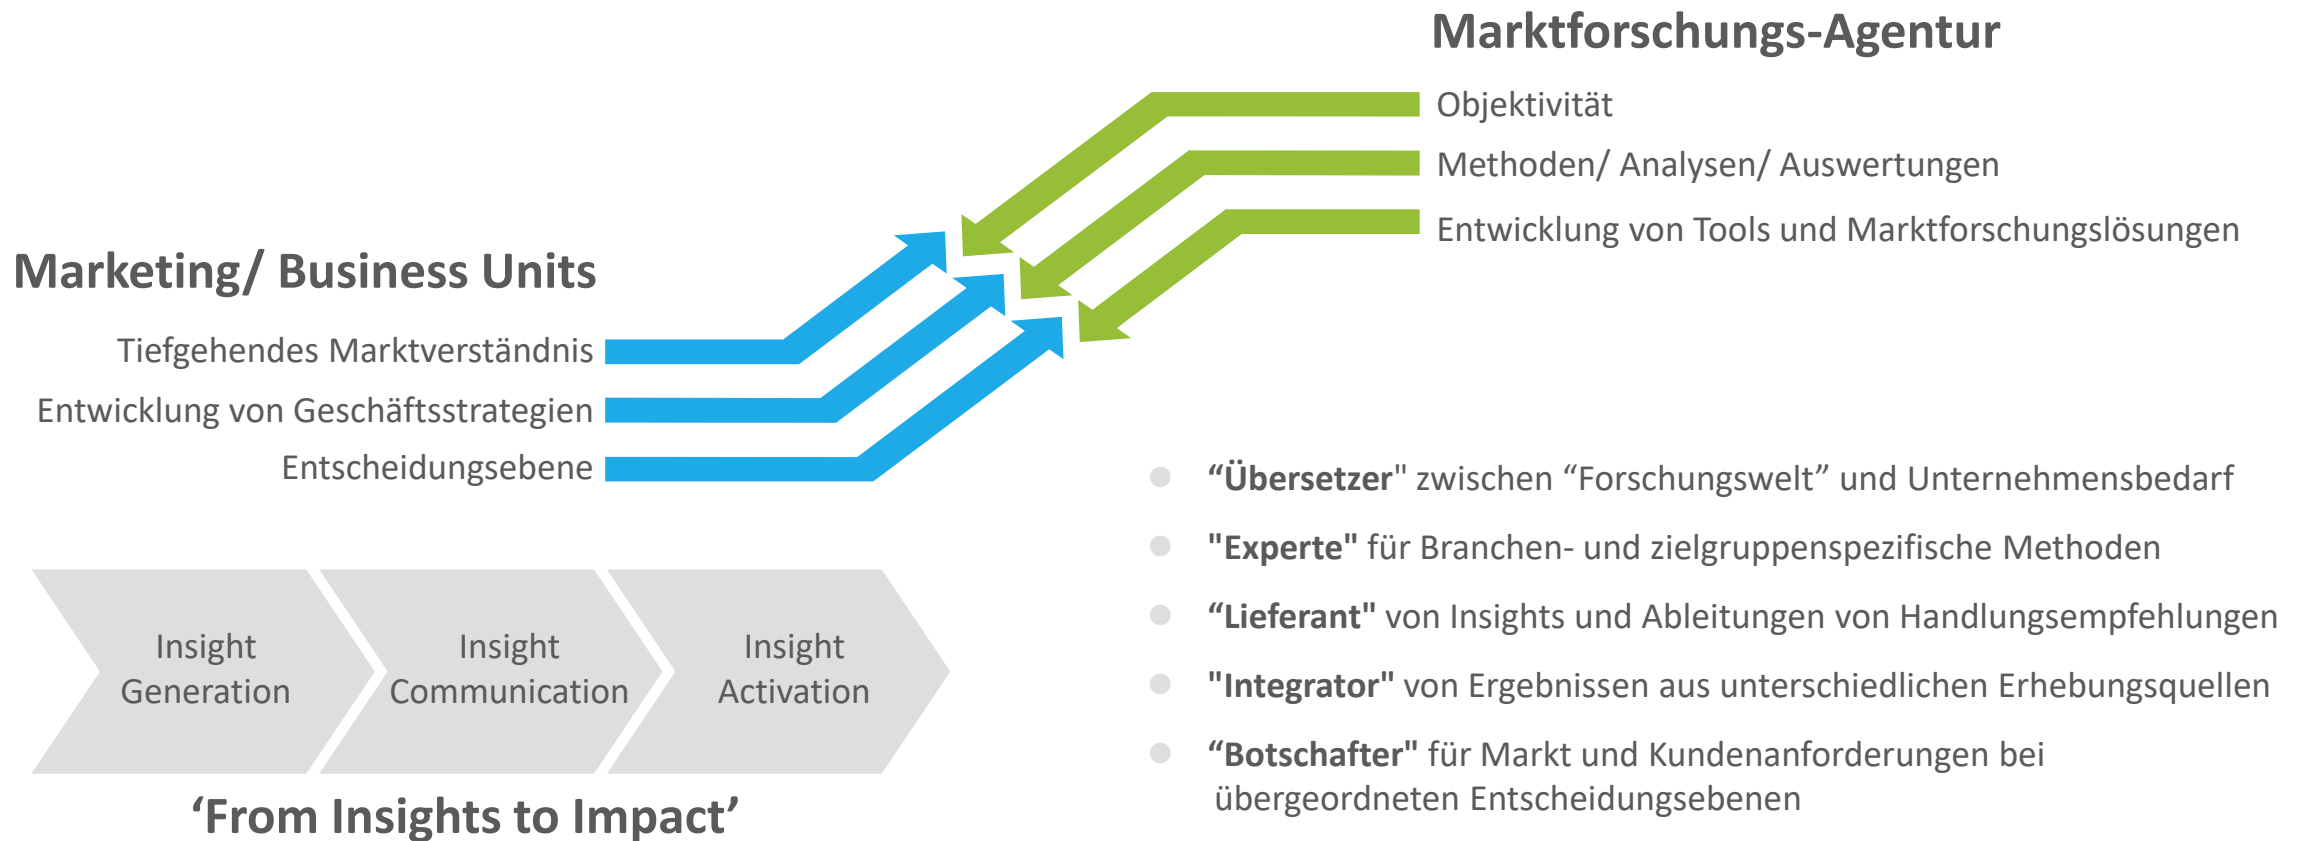 Marktforschungs-Agentur
Objektivität
Methoden/ Analysen/ Auswertungen
Entwicklung von Tools und Marktforschungslösungen
Marketing/ Business Units
Tiefgehendes Marktverständnis
Entwicklung von Geschäftsstrategien
Entscheidungsebene
Insight
Generation
Insight
Communication
Insight
Activation
‘From Insights to Impact’
“Übersetzer" zwischen “Forschungswelt” und Unternehmensbedarf
"Experte" für Branchen- und zielgruppenspezifische Methoden
“Lieferant" von Insights und Ableitungen von Handlungsempfehlungen
"Integrator" von Ergebnissen aus unterschiedlichen Erhebungsquellen
“Botschafter" für Markt und Kundenanforderungen bei
übergeordneten Entscheidungsebenen